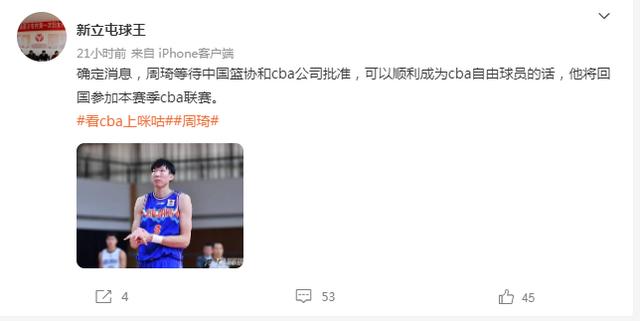 新立屯球王
21小时前 来自 iPhone客户端
确定消息，周琦等待中国篮协和cba公司批准，可以顺利成为cba自由球员的话，他将回
国参加本赛季cba联赛。
#看cba上咪咕##周琦#
4
53
45